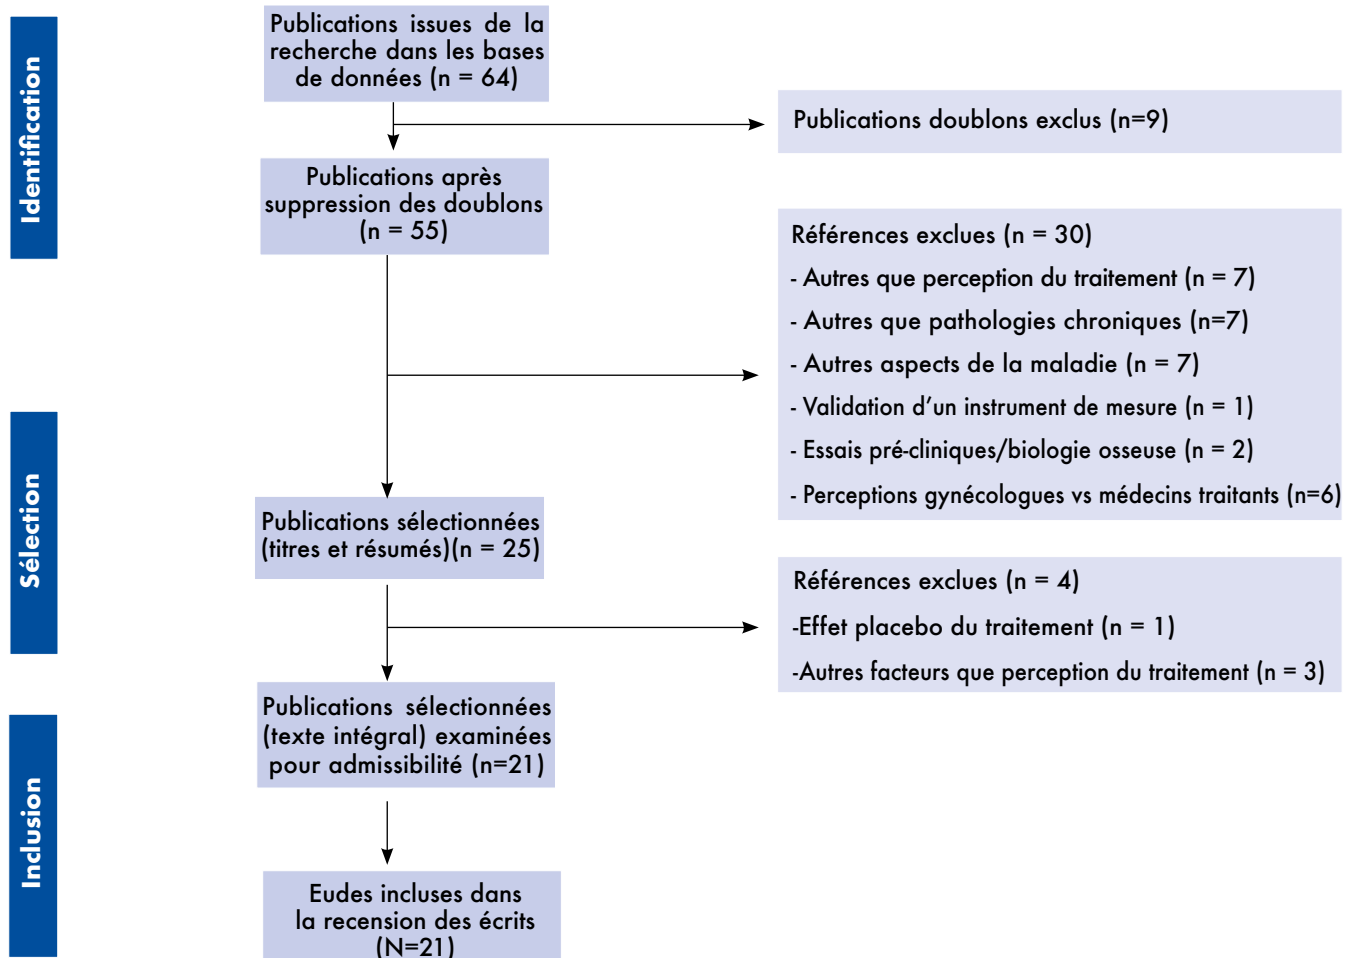 Identification
Publications issues de la
recherche dans les bases
de données (n = 64)
Publications doublons exclus (n=9)
Publications après
suppression des doublons
(n = 55)
Références exclues (n = 30)
- Autres que perception du traitement (n = 7)
- Autres que pathologies chroniques (n=7)
- Autres aspects de la maladie (n = 7)
- Validation d'un instrument de mesure (n = 1)
- Essais pré-cliniques/biologie osseuse (n = 2)
- Perceptions gynécologues vs médecins traitants (n=6)
Sélection
Publications sélectionnées
(titres et résumés)(n = 25)
Références exclues (n = 4)
-Effet placebo du traitement (n = 1)
-Autres facteurs que perception du traitement (n = 3)
Inclusion
Publications sélectionnées
(texte intégral) examinées
pour admissibilité (n=21)
Eudes incluses dans
la recension des écrits
(N=21)